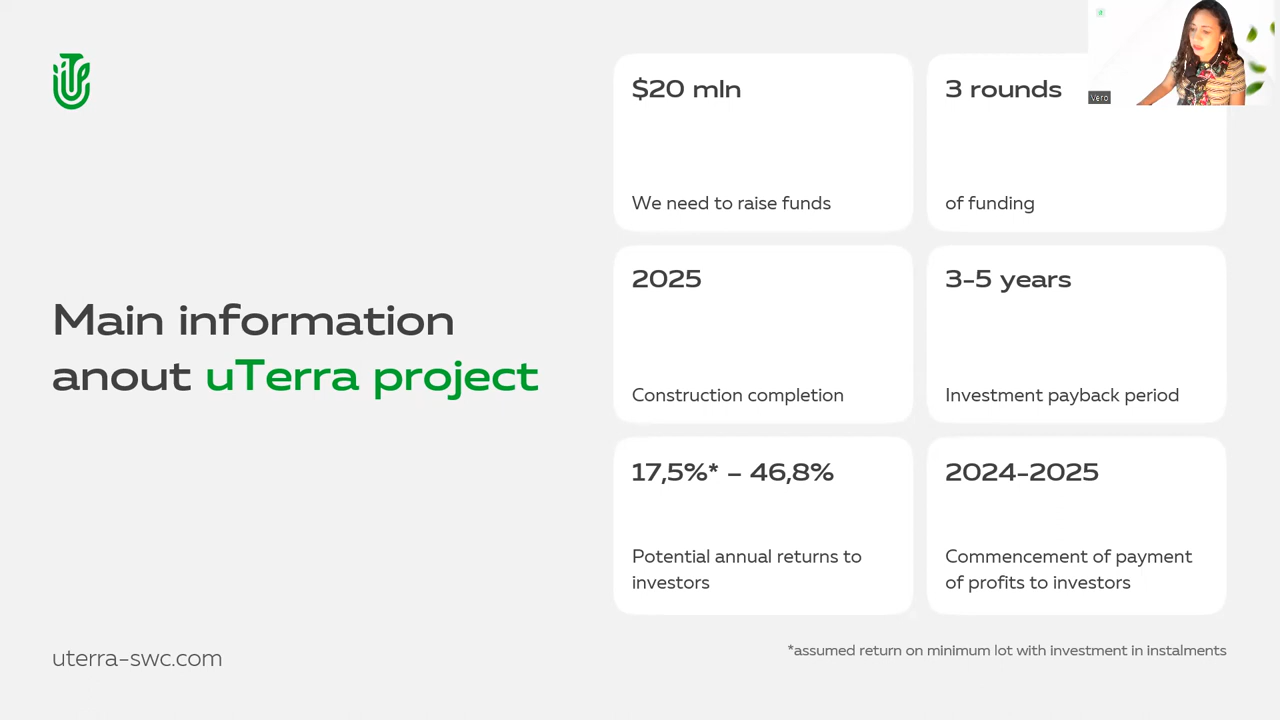 Main information
anout uTerra project
uterra-swc.com
$20 mln
We need to raise funds
3 rounds
of funding
Vero
2025
Construction completion
3-5 years
Investment payback period
17,5%* – 46,8%
Potential annual returns to
investors
2024-2025
Commencement of payment
of profits to investors
*assumed return on minimum lot with investment in instalments